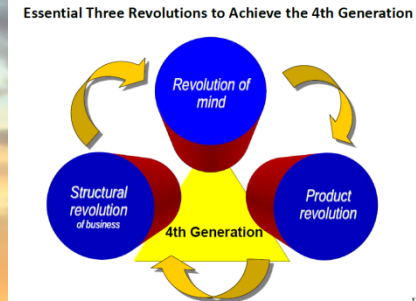 Essential Three Revolutions to Achieve the 4th Generation
Revolution of
mind
Structural
revolution
of business
Product
revolution
4th Generation